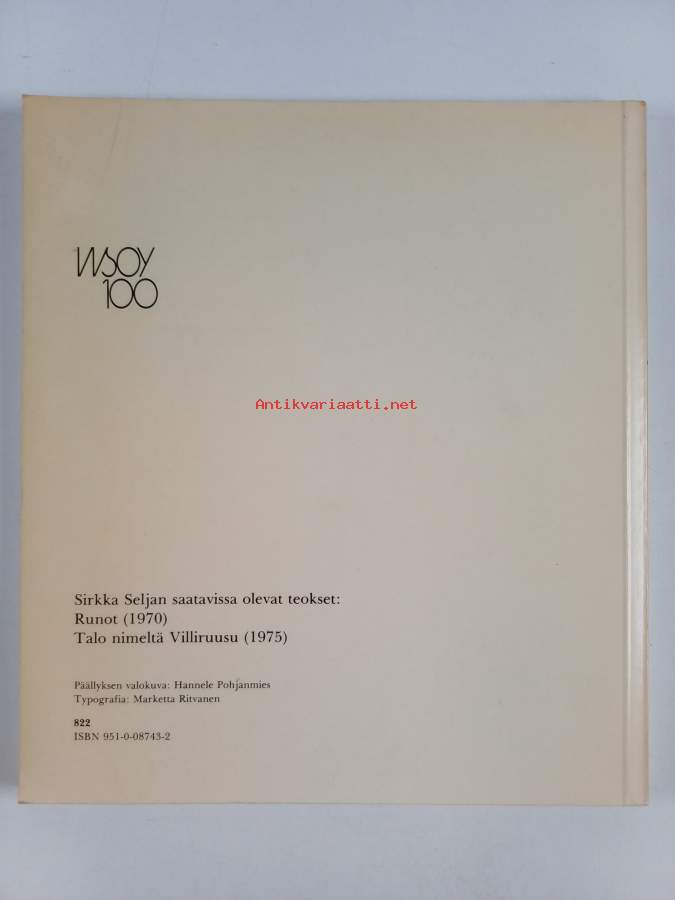 WSOY
100
Antikvariaatti.net
Sirkka Seljan saatavissa olevat teokset:
Runot (1970)
Talo nimeltä Villiruusu (1975)
Päällyksen valokuva: Hannele Pohjanmies
Typografia: Marketta Ritvanen
822
ISBN 951-0-08743-2